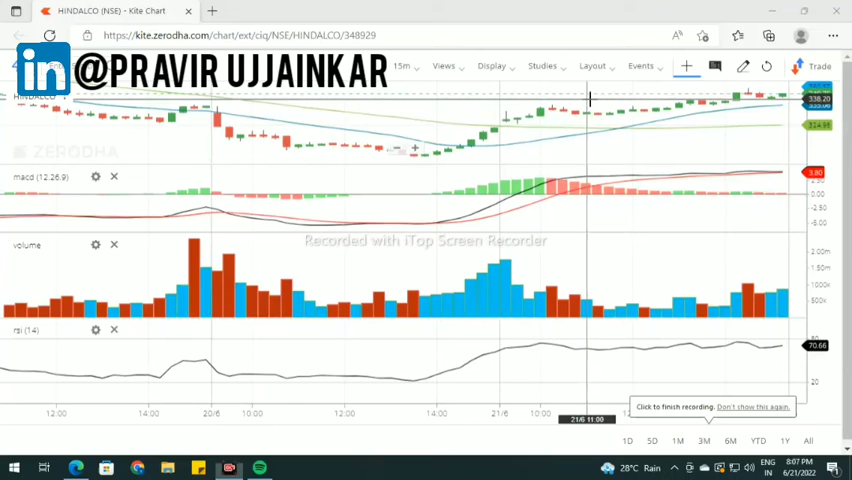 HINDALCO (NSE) - Kite Chart
https://kite.zerodha.com/chart/ext/ciq/NSE/HINDALCO/348929
in @PRAVIR UJJAINKAR
15m Views Display Studies Layout Events Trade
HINDALCO
338.20
324.98
ZERODHA
macd (12.26.9)
3.80
-2.50
-5.00
Recorded with iTop Screen Recorder
volume
2.00m
1.50m
1000k
500k
rsi (14)
70.66
20
Click to finish recording. Don't show this again.
12:00 14:00 20/6 10:00 12:00 14:00 21/6 10:00
21/6 11:00
1D 5D 1M 3M 6M YTD 1Y All
28°C Rain
ENG
IN
8:07 PM
6/21/2022